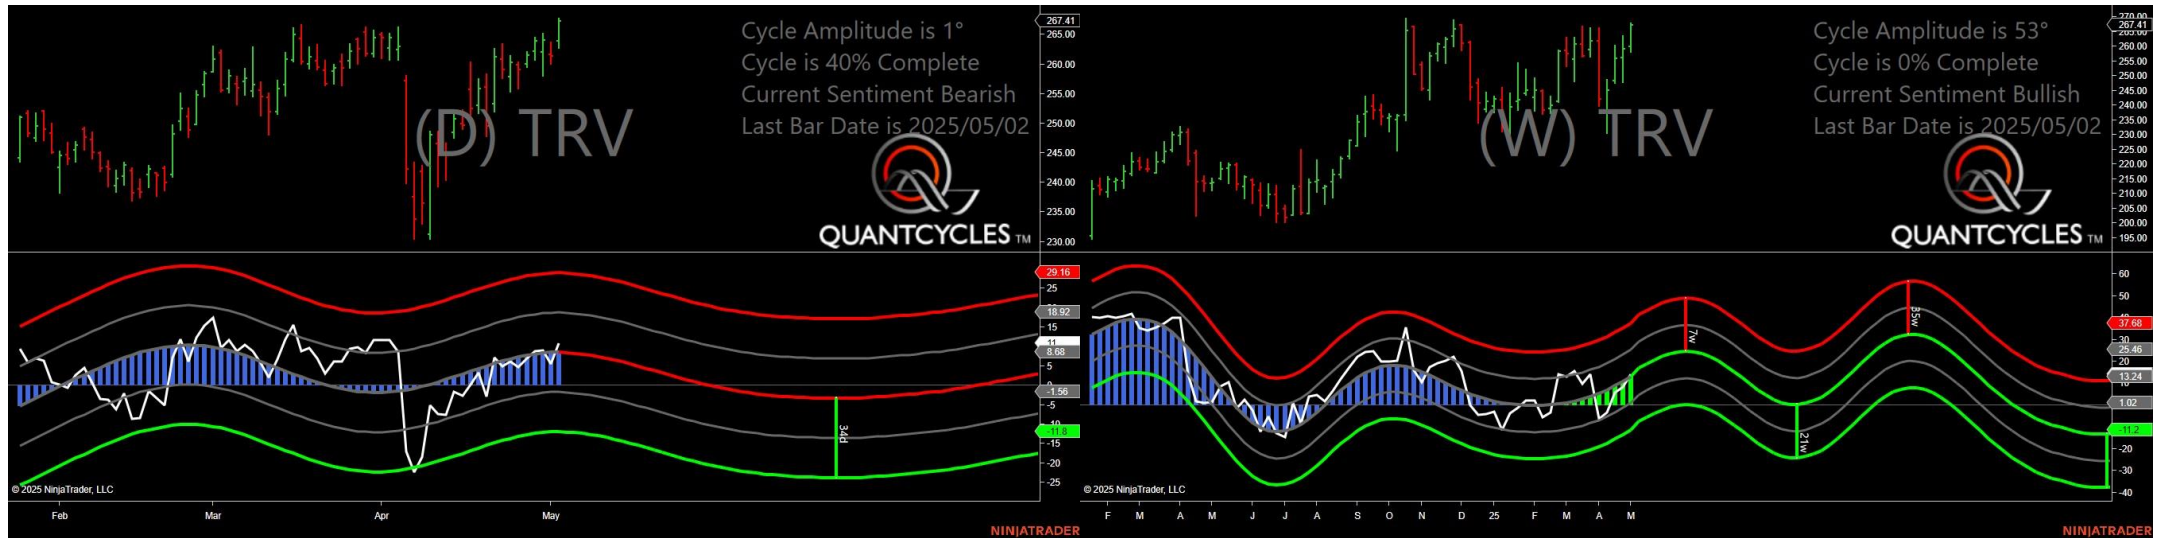 Cycle Amplitude is 1°
Cycle is 40% Complete
Current Sentiment Bearish
Last Bar Date is 2025/05/02
(D) TRV
QUANTCYCLES TM
267.41
265.00
260.00
255.00
250.00
245.00
240.00
235.00
230.00
29.16
25
18.92
15
11
8.68
5
-1.56
-5
-11.8
-15
-20
-25
34d
© 2025 NinjaTrader, LLC
Feb Mar Apr May
NINJATRADER
Cycle Amplitude is 53°
Cycle is 0% Complete
Current Sentiment Bullish
Last Bar Date is 2025/05/02
(W) TRV
QUANTCYCLES TM
270.00
267.41
265.00
260.00
255.00
250.00
245.00
240.00
235.00
230.00
225.00
220.00
215.00
210.00
205.00
200.00
195.00
60
50
37.68
30
25.46
20
13.24
1.02
-11.2
-20
-30
-40
7w
21w
35w
© 2025 NinjaTrader, LLC
F M A M J J A S O N D 25 F M A M
NINJATRADER